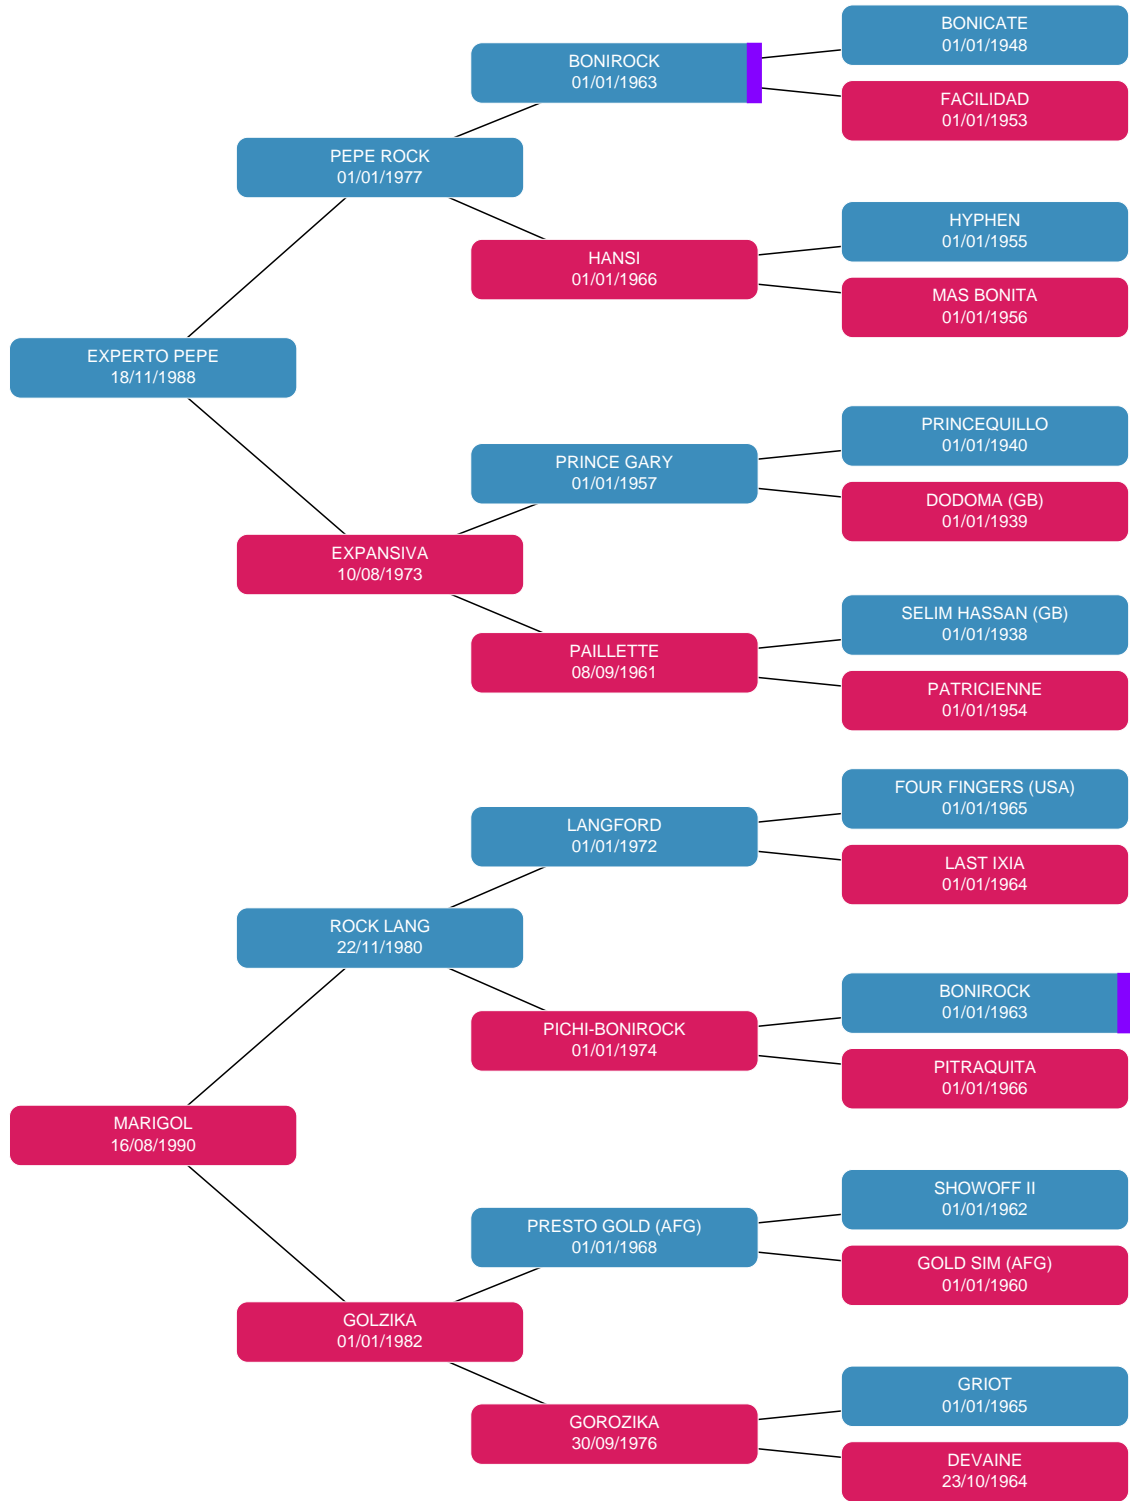 BONICATE
01/01/1948
BONIROCK
01/01/1963
FACILIDAD
01/01/1953
PEPE ROCK
01/01/1977
HYPHEN
01/01/1955
HANSI
01/01/1966
MAS BONITA
01/01/1956
EXPERTO PEPE
18/11/1988
PRINCEQUILLO
01/01/1940
PRINCE GARY
01/01/1957
DODOMA (GB)
01/01/1939
EXPANSIVA
10/08/1973
SELIM HASSAN (GB)
01/01/1938
PAILLETTE
08/09/1961
PATRICIENNE
01/01/1954
FOUR FINGERS (USA)
01/01/1965
LANGFORD
01/01/1972
LAST IXIA
01/01/1964
ROCK LANG
22/11/1980
BONIROCK
01/01/1963
PICHI-BONIROCK
01/01/1974
PITRAQUITA
01/01/1966
MARIGOL
16/08/1990
SHOWOFF II
01/01/1962
PRESTO GOLD (AFG)
01/01/1968
GOLD SIM (AFG)
01/01/1960
GOLZIKA
01/01/1982
GRIOT
01/01/1965
GOROZIKA
30/09/1976
DEVAINE
23/10/1964